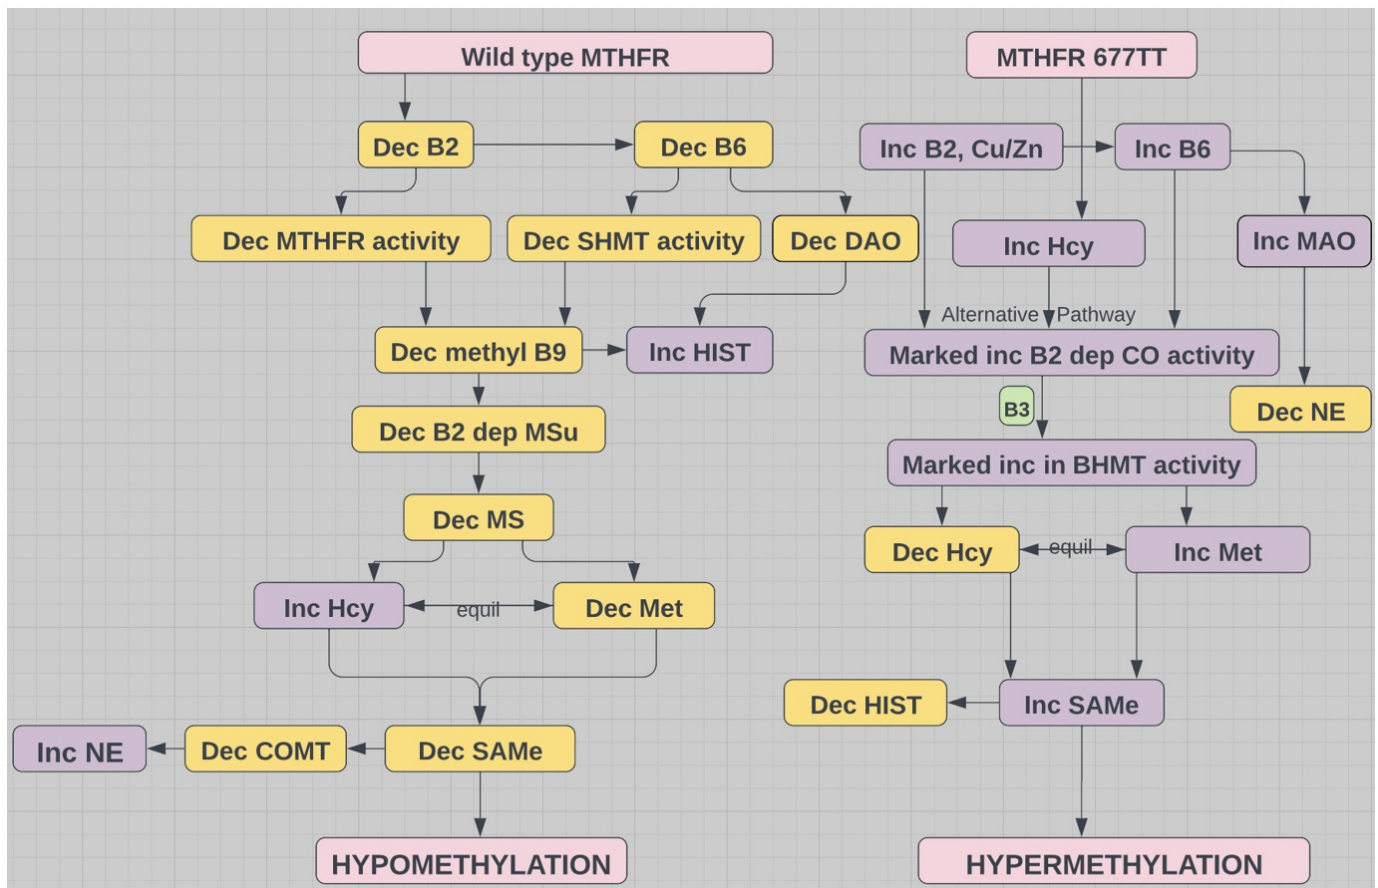 Wild type MTHFR
MTHFR 677TT
Dec B2
Dec B6
Inc B2, Cu/Zn
Inc B6
Dec MTHFR activity
Dec SHMT activity
Dec DAO
Inc Hcy
Inc MAO
Alternative Pathway
Dec methyl B9
Inc HIST
Marked inc B2 dep CO activity
B3
Dec NE
Dec B2 dep MSu
Marked inc in BHMT activity
Dec MS
Dec Hcy
equil
Inc Met
Inc Hcy
equil
Dec Met
Dec HIST
Inc SAMe
Inc NE
Dec COMT
Dec SAMe
HYPOMETHYLATION
HYPERMETHYLATION